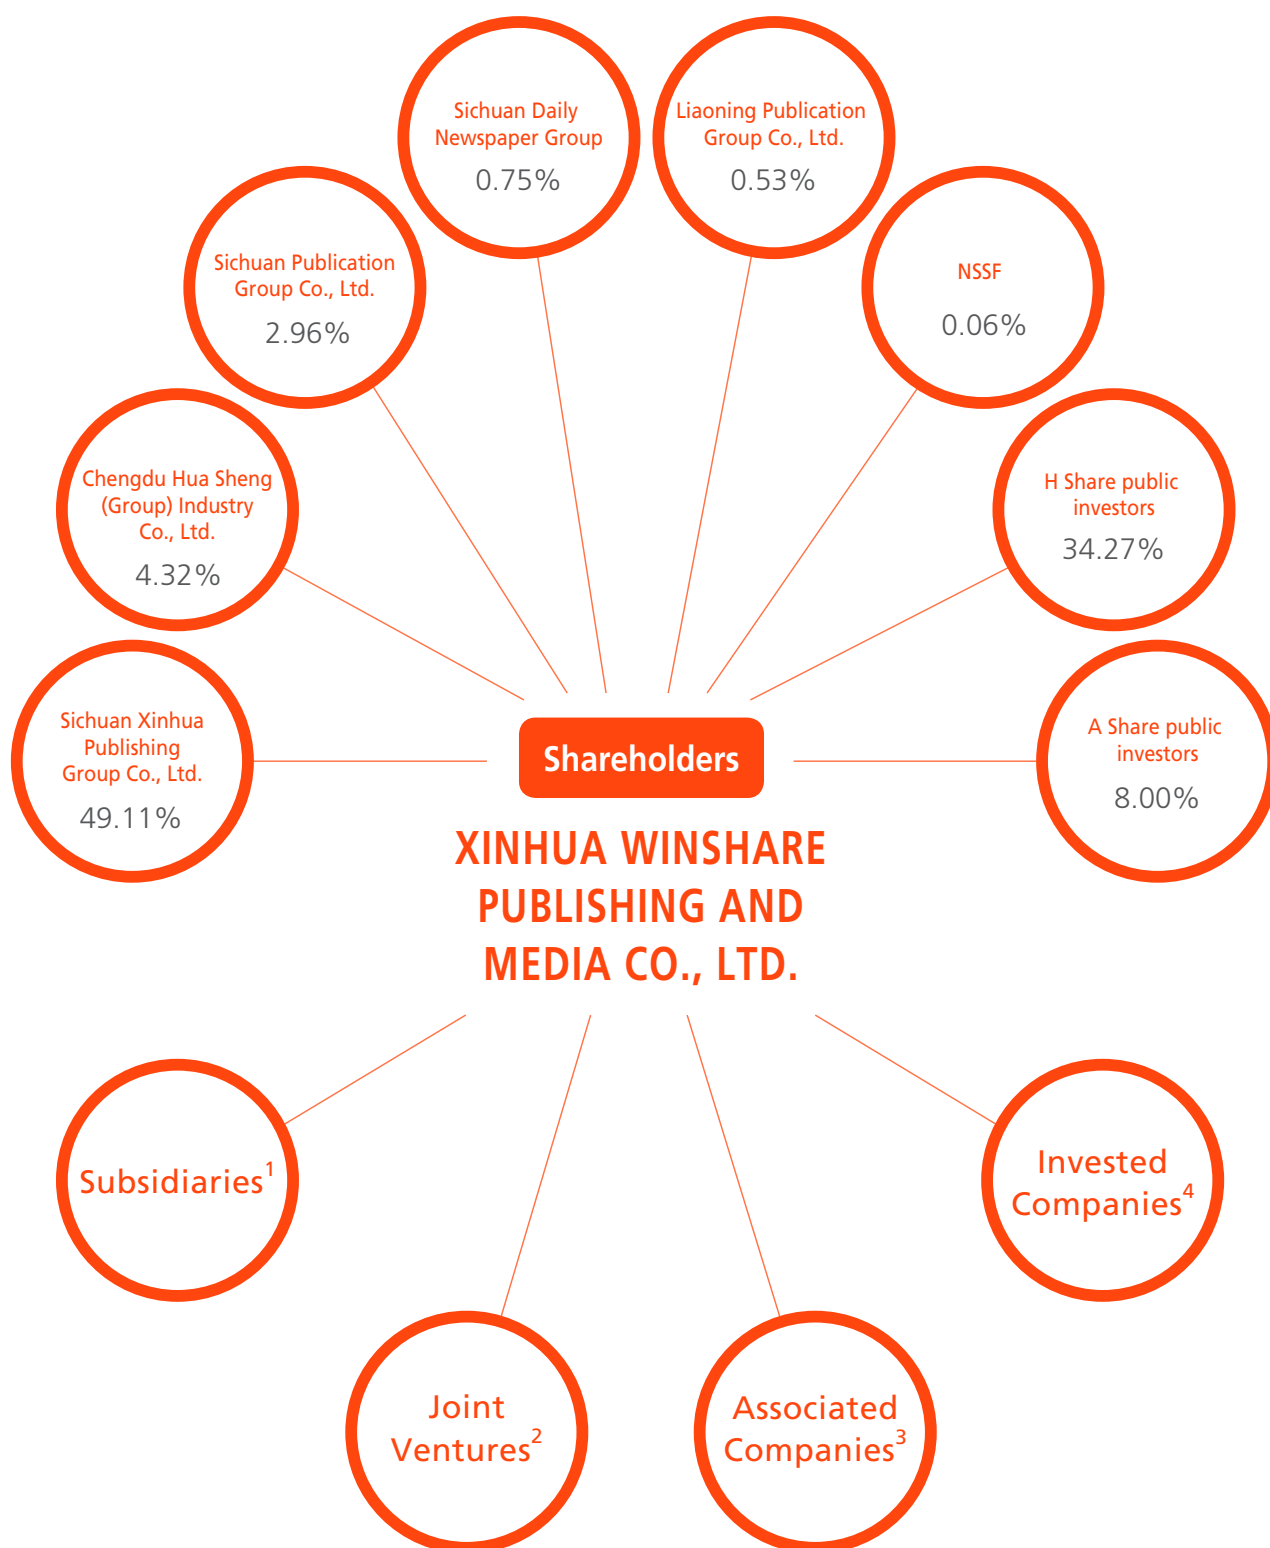 Sichuan Daily
Newspaper Group
0.75%
Liaoning Publication
Group Co., Ltd.
0.53%
Sichuan Publication
Group Co., Ltd.
2.96%
NSSF
0.06%
Chengdu Hua Sheng
(Group) Industry
Co., Ltd.
4.32%
H Share public
investors
34.27%
Sichuan Xinhua
Publishing
Group Co., Ltd.
49.11%
Shareholders
A Share public
investors
8.00%
XINHUA WINSHARE
PUBLISHING AND
MEDIA CO., LTD.
Subsidiaries¹
Invested
Companies⁴
Joint
Ventures²
Associated
Companies³